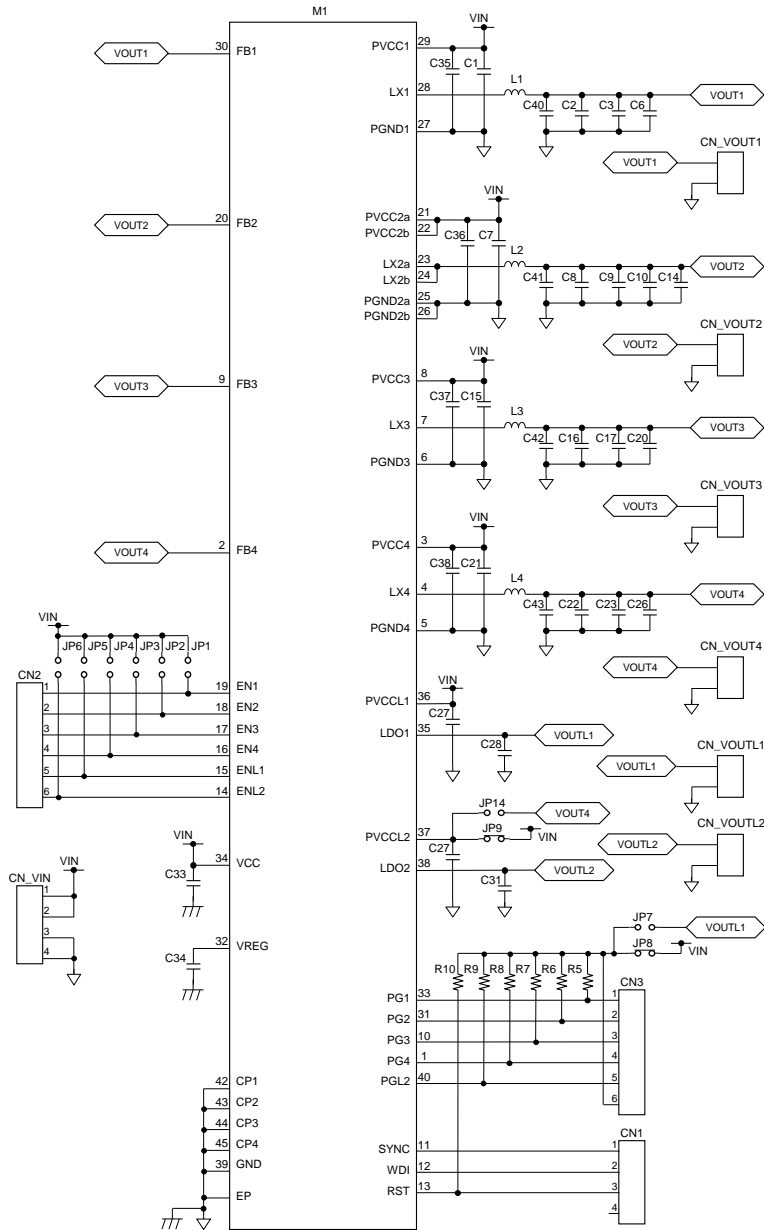 M1
VOUT1
30 FB1
VOUT2
20 FB2
VOUT3
9 FB3
VOUT4
2 FB4
VIN
JP6 JP5 JP4 JP3 JP2 JP1
CN2
1 19 EN1
2 18 EN2
3 17 EN3
4 16 EN4
5 15 ENL1
6 14 ENL2
VIN
34 VCC
C33
CN_VIN
VIN
1
2
3
4
32 VREG
C34
42 CP1
43 CP2
44 CP3
45 CP4
39 GND
EP
VIN
PVCC1 29
C35 C1
LX1 28
L1
C40 C2 C3 C6
VOUT1
PGND1 27
CN_VOUT1
VOUT1
VIN
PVCC2a 21
PVCC2b 22
C36 C7
LX2a 23
LX2b 24
L2
C41 C8 C9 C10 C14
VOUT2
PGND2a 25
PGND2b 26
CN_VOUT2
VOUT2
VIN
PVCC3 8
C37 C15
LX3 7
L3
C42 C16 C17 C20
VOUT3
PGND3 6
CN_VOUT3
VOUT3
VIN
PVCC4 3
C38 C21
LX4 4
L4
C43 C22 C23 C26
VOUT4
PGND4 5
CN_VOUT4
VOUT4
VIN
PVCCL1 36
C27
LDO1 35
C28
VOUTL1
CN_VOUTL1
VOUTL1
JP14
VOUT4
PVCCL2 37
JP9
VIN
C27
LDO2 38
C31
VOUTL2
CN_VOUTL2
VOUTL2
JP7
VOUTL1
JP8
VIN
R10 R9 R8 R7 R6 R5
CN3
PG1 33 1
PG2 31 2
PG3 10 3
PG4 1 4
PGL2 40 5
6
CN1
SYNC 11 1
WDI 12 2
RST 13 3
4